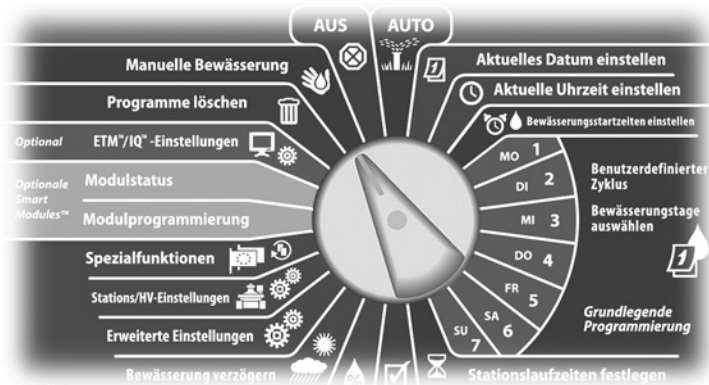 AUS
AUTO
Manuelle Bewässerung
Programme löschen
Optional
ETM™/IQ™ -Einstellungen
Optionale
Smart
Modules™
Modulstatus
Modulprogrammierung
Spezialfunktionen
Stations/HV-Einstellungen
Erweiterte Einstellungen
Bewässerung verzögern
%
Aktuelles Datum einstellen
1
Aktuelle Uhrzeit einstellen
Bewässerungsstartzeiten einstellen
MO 1
DI 2
MI 3
DO 4
FR 5
SA 6
SU 7
Benutzerdefinierter
Zyklus
Bewässerungstage
auswählen
1
Grundlegende
Programmierung
Stationslaufzeiten festlegen